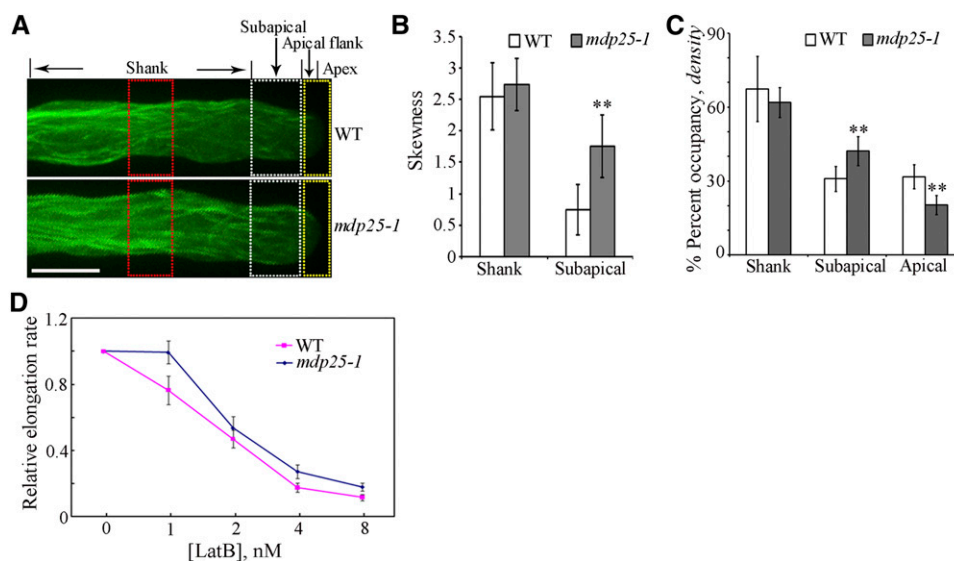 A
Subapical
Apical flank
Shank
Apex
WT
mdp25-1
B
WT
mdp25-1
Skewness
3.5
3
2.5
2
1.5
1
0.5
**
Shank
Subapical
C
WT
mdp25-1
% Percent occupancy, density
90
60
30
0
**
**
Shank
Subapical
Apical
D
WT
mdp25-1
Relative elongation rate
1.2
0.8
0.4
0
0
1
2
4
8
[LatB], nM